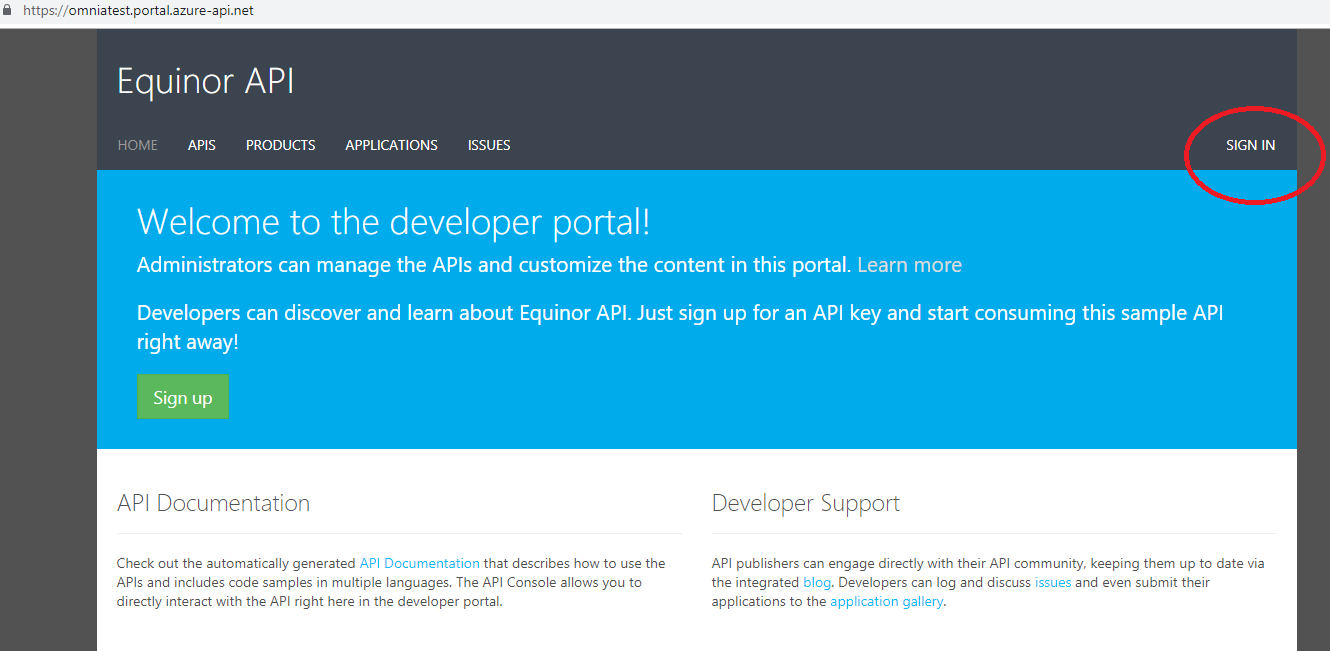 https://omniatest.portal.azure-api.net
Equinor API
HOME APIS PRODUCTS APPLICATIONS ISSUES SIGN IN
Welcome to the developer portal!
Administrators can manage the APIs and customize the content in this portal. Learn more
Developers can discover and learn about Equinor API. Just sign up for an API key and start consuming this sample API
right away!
Sign up
API Documentation
Check out the automatically generated API Documentation that describes how to use the
APIs and includes code samples in multiple languages. The API Console allows you to
directly interact with the API right here in the developer portal.
Developer Support
API publishers can engage directly with their API community, keeping them up to date via
the integrated blog. Developers can log and discuss issues and even submit their
applications to the application gallery.